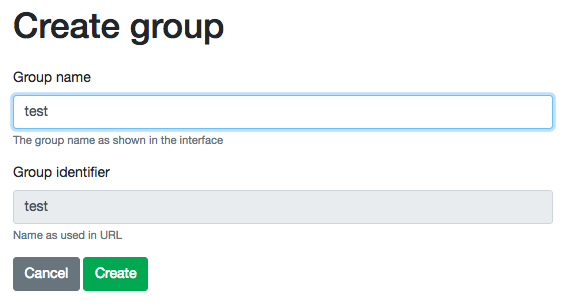 Create group
Group name
test
The group name as shown in the interface
Group identifier
test
Name as used in URL
Cancel Create